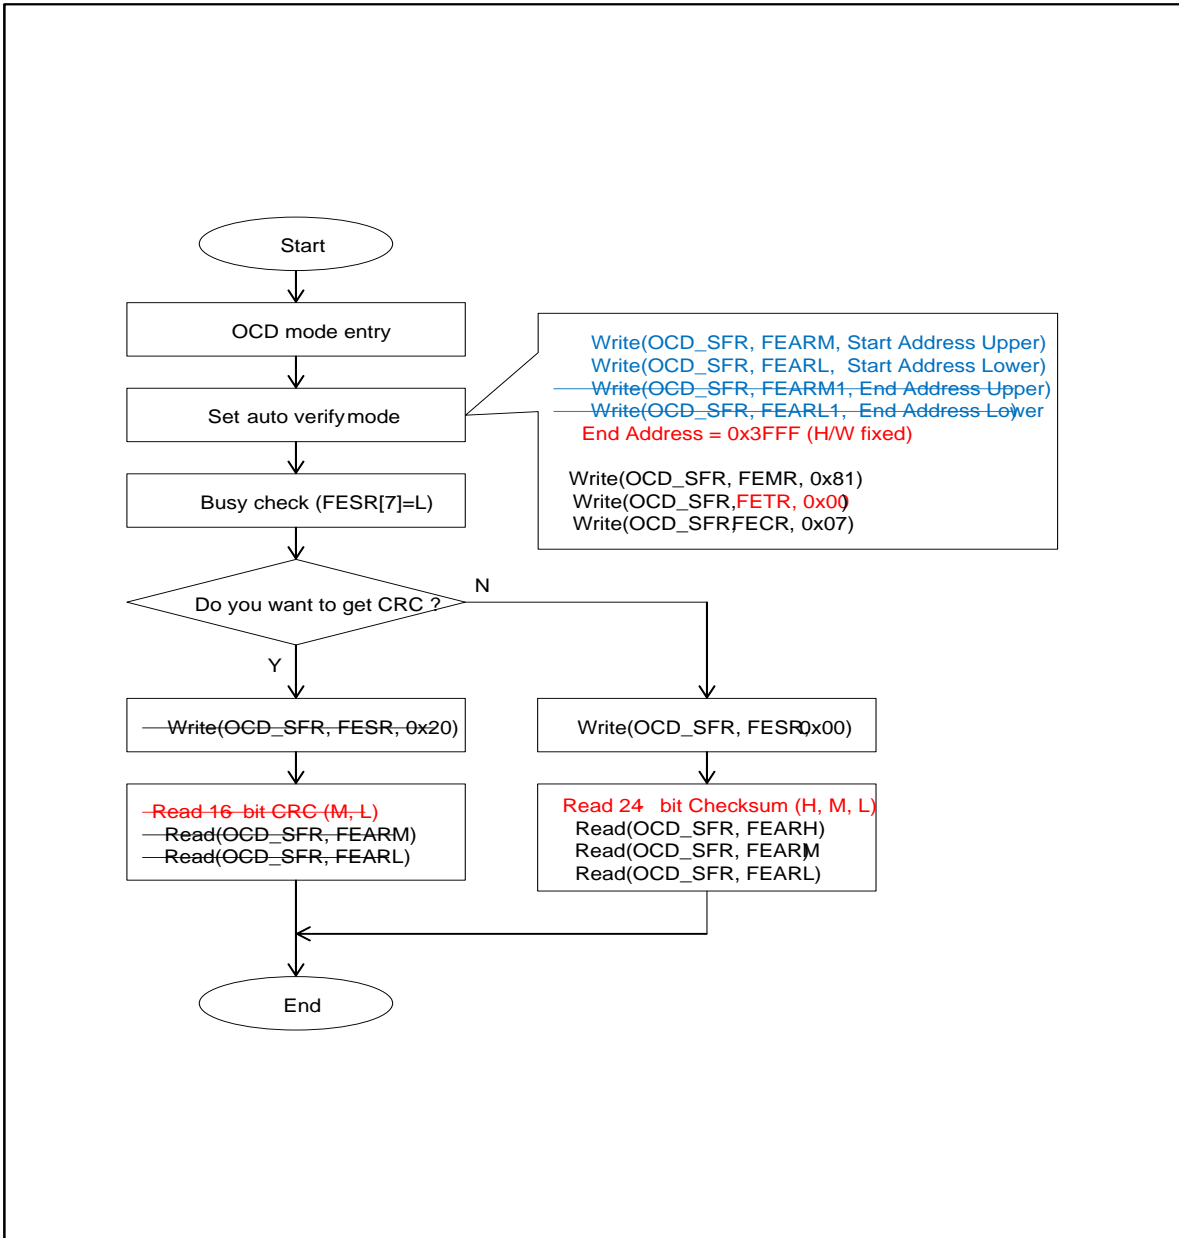 Start
OCD mode entry
Set auto verify mode
Busy check (FESR[7]=L)
Write(OCD_SFR, FEARM, Start Address Upper)
Write(OCD_SFR, FEARL, Start Address Lower)
Write(OCD_SFR, FEARM1, End Address Upper)
Write(OCD_SFR, FEARL1, End Address Lower)
End Address = 0x3FFF (H/W fixed)
Write(OCD_SFR, FEMR, 0x81)
Write(OCD_SFR, FETR, 0x00)
Write(OCD_SFR, FECR, 0x07)
Do you want to get CRC ?
N
Y
Write(OCD_SFR, FESR, 0x20)
Read 16- bit CRC (M, L)
Read(OCD_SFR, FEARM)
Read(OCD_SFR, FEARL)
Write(OCD_SFR, FESR, 0x00)
Read 24- bit Checksum (H, M, L)
Read(OCD_SFR, FEARH)
Read(OCD_SFR, FEARM)
Read(OCD_SFR, FEARL)
End